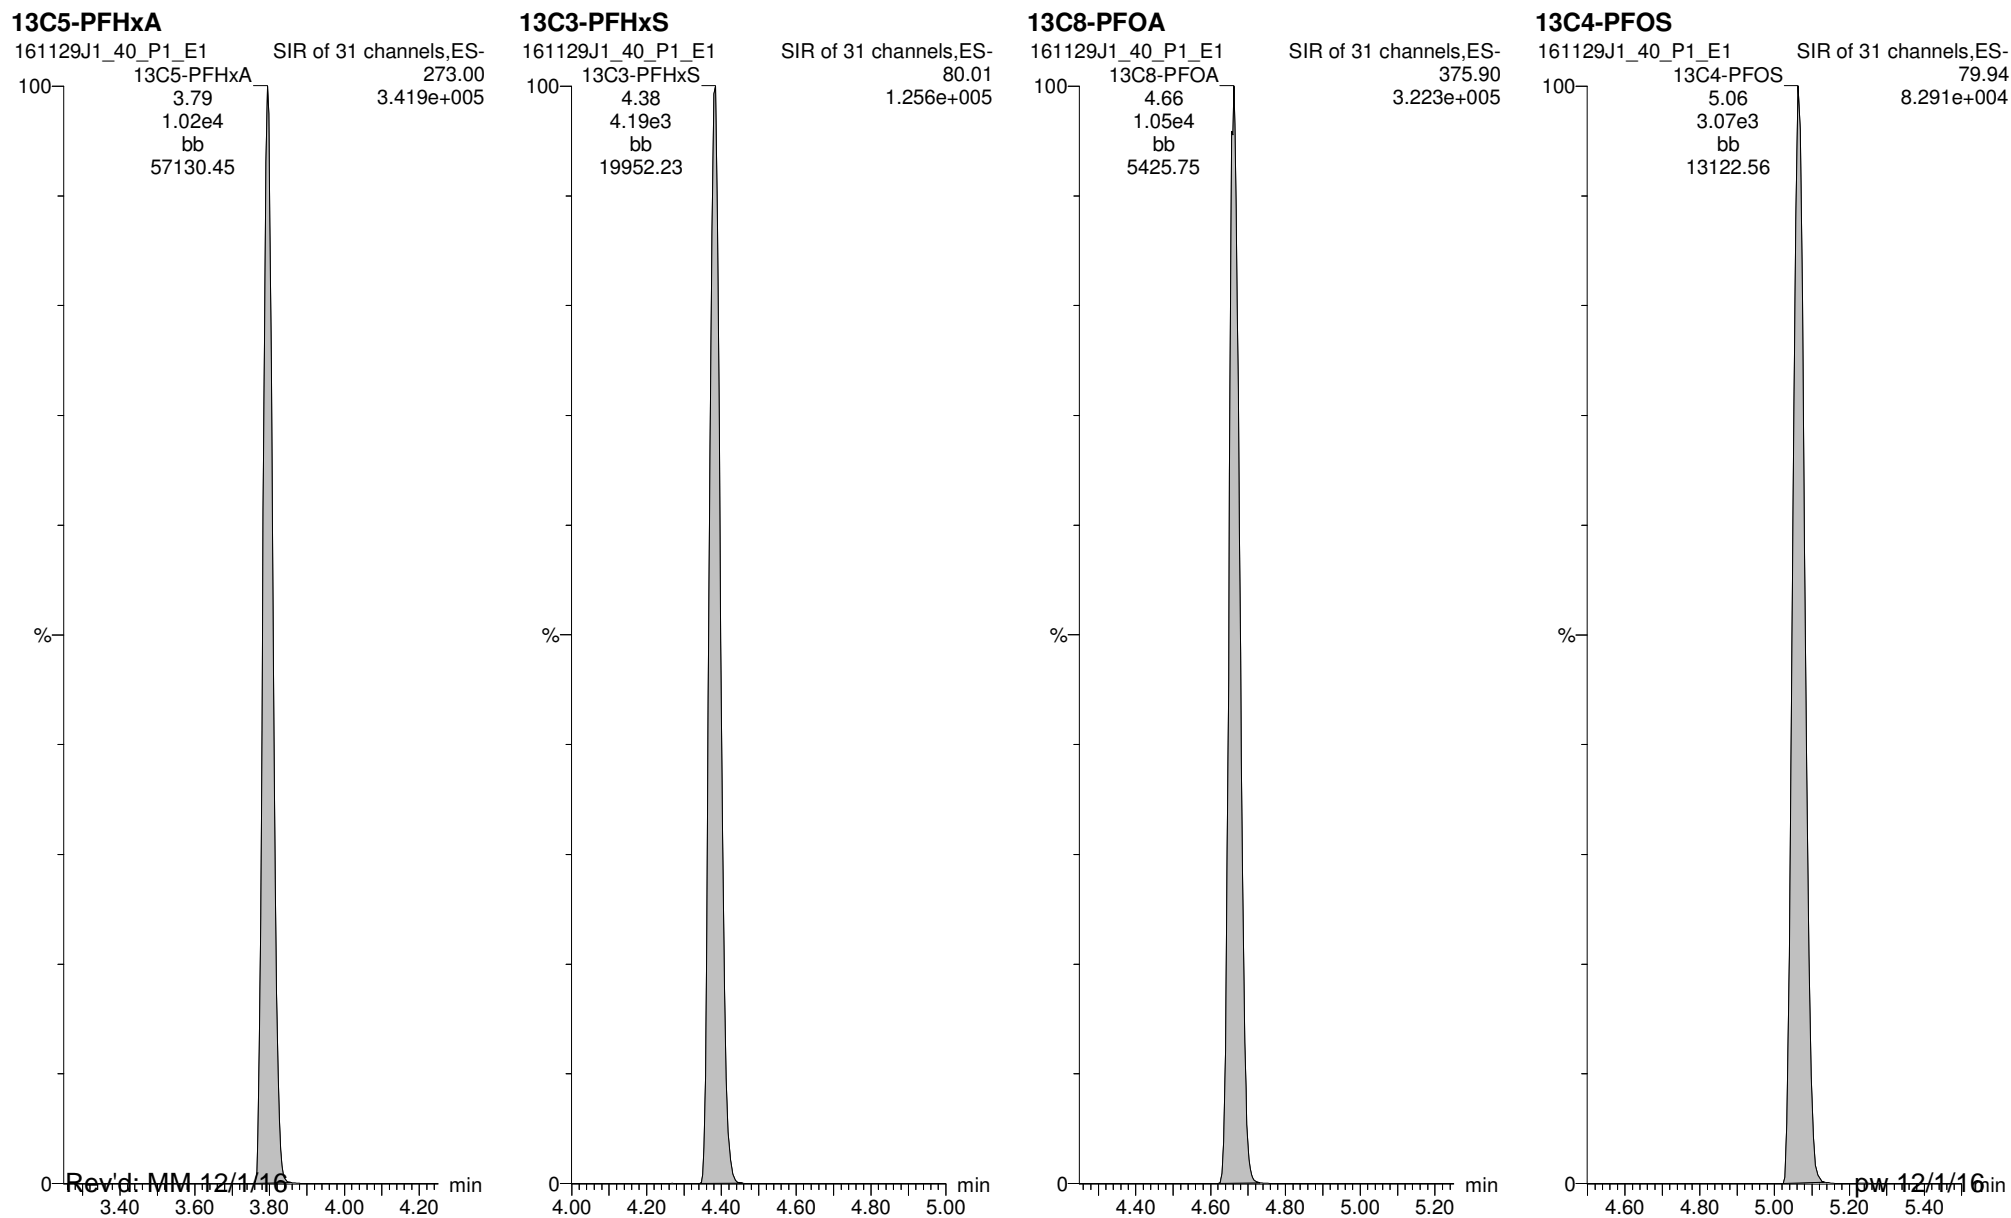 13C5-PFHxA
161129J1_40_P1_E1 SIR of 31 channels,ES-
13C5-PFHxA 273.00
100 3.79 3.419e+005
1.02e4
bb
57130.45
%
0 min
3.40 3.60 3.80 4.00 4.20
Rev'd: MM 12/1/16
13C3-PFHxS
161129J1_40_P1_E1 SIR of 31 channels,ES-
13C3-PFHxS 80.01
100 4.38 1.256e+005
4.19e3
bb
19952.23
%
0 min
4.00 4.20 4.40 4.60 4.80 5.00
13C8-PFOA
161129J1_40_P1_E1 SIR of 31 channels,ES-
13C8-PFOA 375.90
100 4.66 3.223e+005
1.05e4
bb
5425.75
%
0 min
4.40 4.60 4.80 5.00 5.20
13C4-PFOS
161129J1_40_P1_E1 SIR of 31 channels,ES-
13C4-PFOS 79.94
100 5.06 8.291e+004
3.07e3
bb
13122.56
%
0 min
4.60 4.80 5.00 5.20 5.40
pw 12/1/16